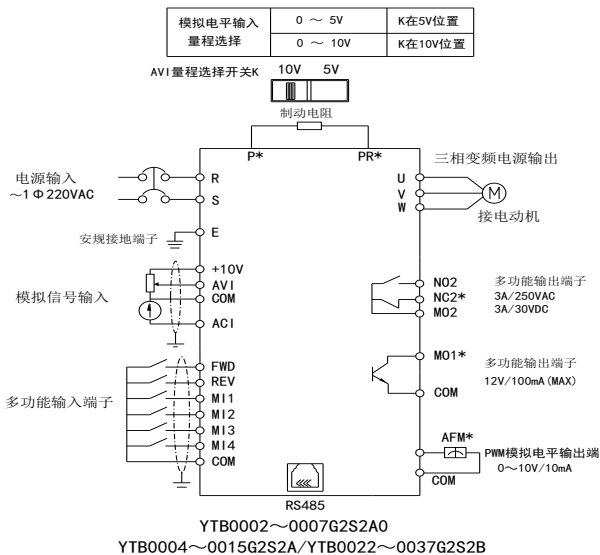 模拟电平输入
量程选择
0 ～ 5V
K在5V位置
0 ～ 10V
K在10V位置
AVI量程选择开关K
10V 5V
制动电阻
P*
PR*
电源输入
～1Φ220VAC
R
S
三相变频电源输出
U
V
W
M
接电动机
安规接地端子
E
模拟信号输入
+10V
AVI
COM
ACI
NO2
NC2*
MO2
多功能输出端子
3A/250VAC
3A/30VDC
多功能输入端子
FWD
REV
MI1
MI2
MI3
MI4
COM
MO1*
COM
多功能输出端子
12V/100mA(MAX)
AFM*
COM
PWM模拟电平输出端
0～10V/10mA
RS485
YTB0002～0007G2S2A0
YTB0004～0015G2S2A/YTB0022～0037G2S2B